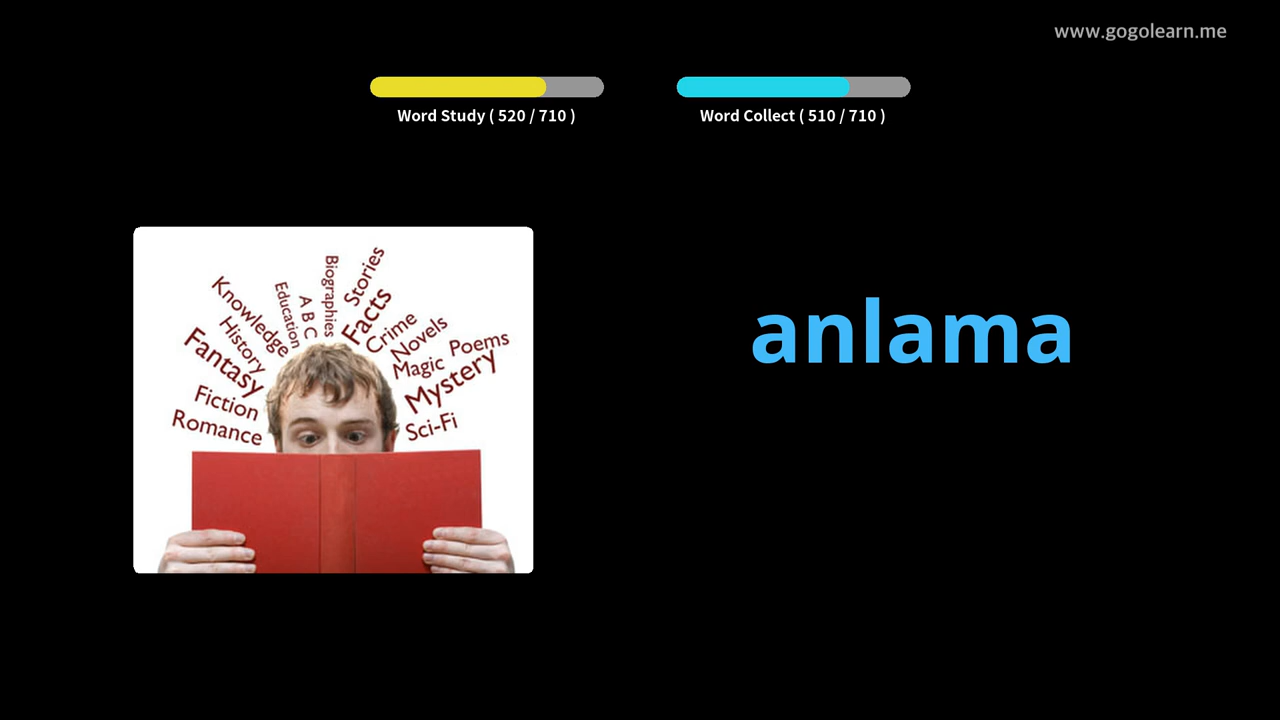 www.gogolearn.me
Word Study ( 520 / 710 )
Word Collect ( 510 / 710 )
Stories
Biographies
Facts
A B C
Education
Knowledge
Crime
History
Novels
Fantasy
Poems
Magic
Mystery
Fiction
Sci-Fi
Romance
anlama